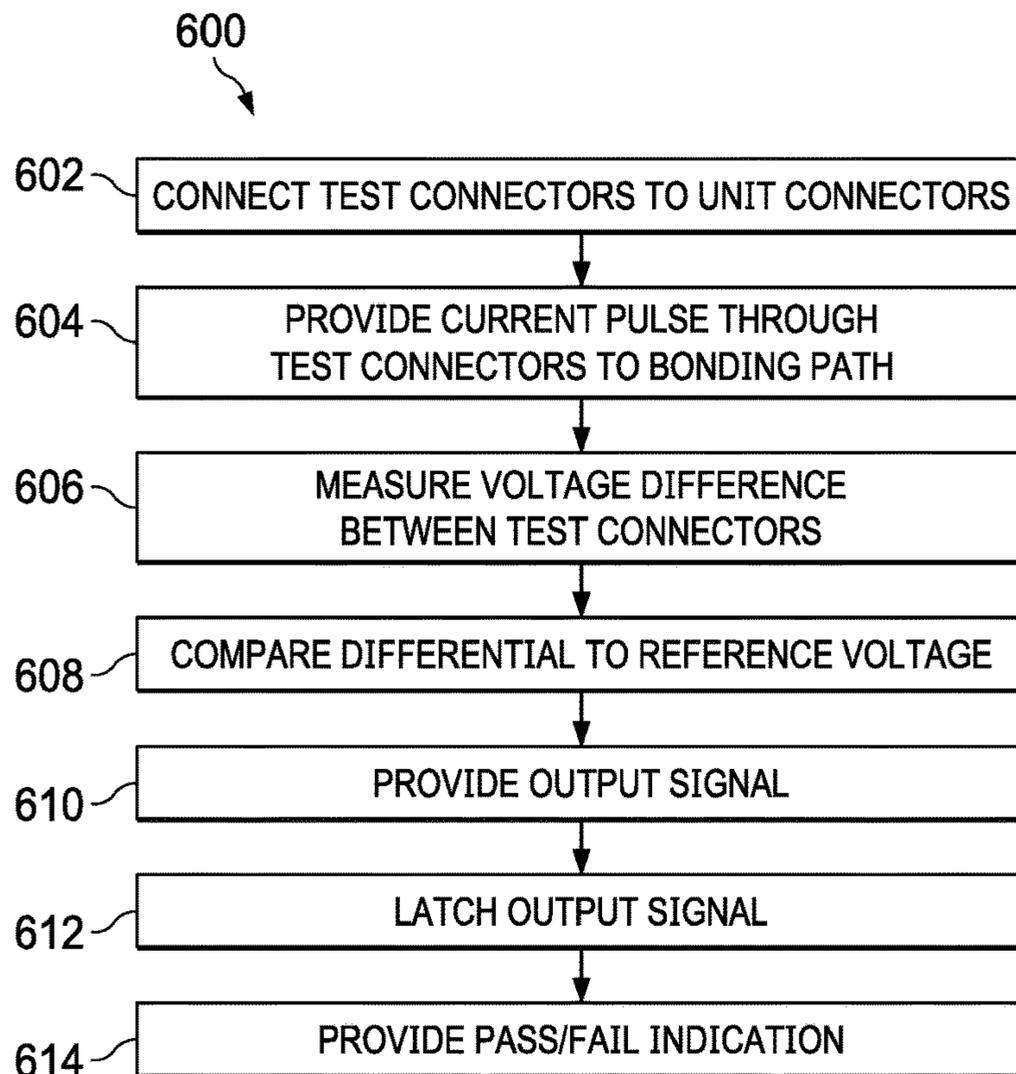 600
602
CONNECT TEST CONNECTORS TO UNIT CONNECTORS
604
PROVIDE CURRENT PULSE THROUGH
TEST CONNECTORS TO BONDING PATH
606
MEASURE VOLTAGE DIFFERENCE
BETWEEN TEST CONNECTORS
608
COMPARE DIFFERENTIAL TO REFERENCE VOLTAGE
610
PROVIDE OUTPUT SIGNAL
612
LATCH OUTPUT SIGNAL
614
PROVIDE PASS/FAIL INDICATION